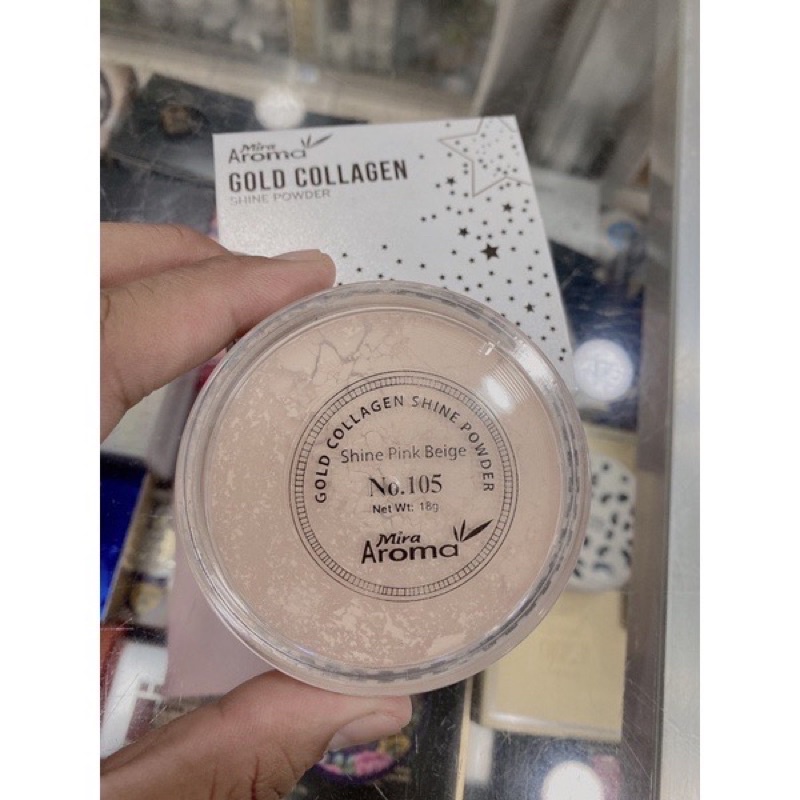 Mira
Aroma
GOLD COLLAGEN
SHINE POWDER
GOLD COLLAGEN SHINE POWDER
Shine Pink Beige
No.105
Net Wt: 18g
Mira
Aroma